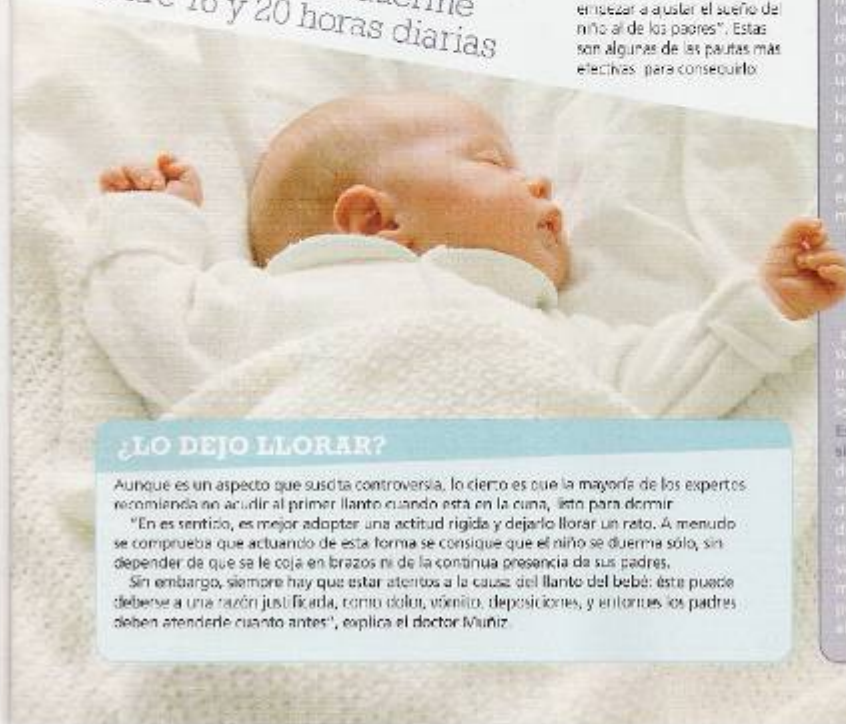 y 20 horas diarias
empezar a ajustar el sueño del
niño al de los padres". Estas
son algunas de las pautas más
efectivas para conseguirlo:
¿LO DEJO LLORAR?
Aunque es un aspecto que suscita controversia, lo cierto es que la mayoría de los expertos
recomienda no acudir al primer llanto cuando está en la cuna, listo para dormir
"En es sentido, es mejor adoptar una actitud rígida y dejarlo llorar un rato. A menudo
se comprueba que actuando de esta forma se consigue que el niño se duerma sólo, sin
depender de que se le coja en brazos ni de la continua presencia de sus padres.
Sin embargo, siempre hay que estar atentos a la causa del llanto del bebé: éste puede
deberse a una razón justificada, como dolor, vómito, deposiciones, y entonces los padres
deben atenderle cuanto antes", explica el doctor Muñiz